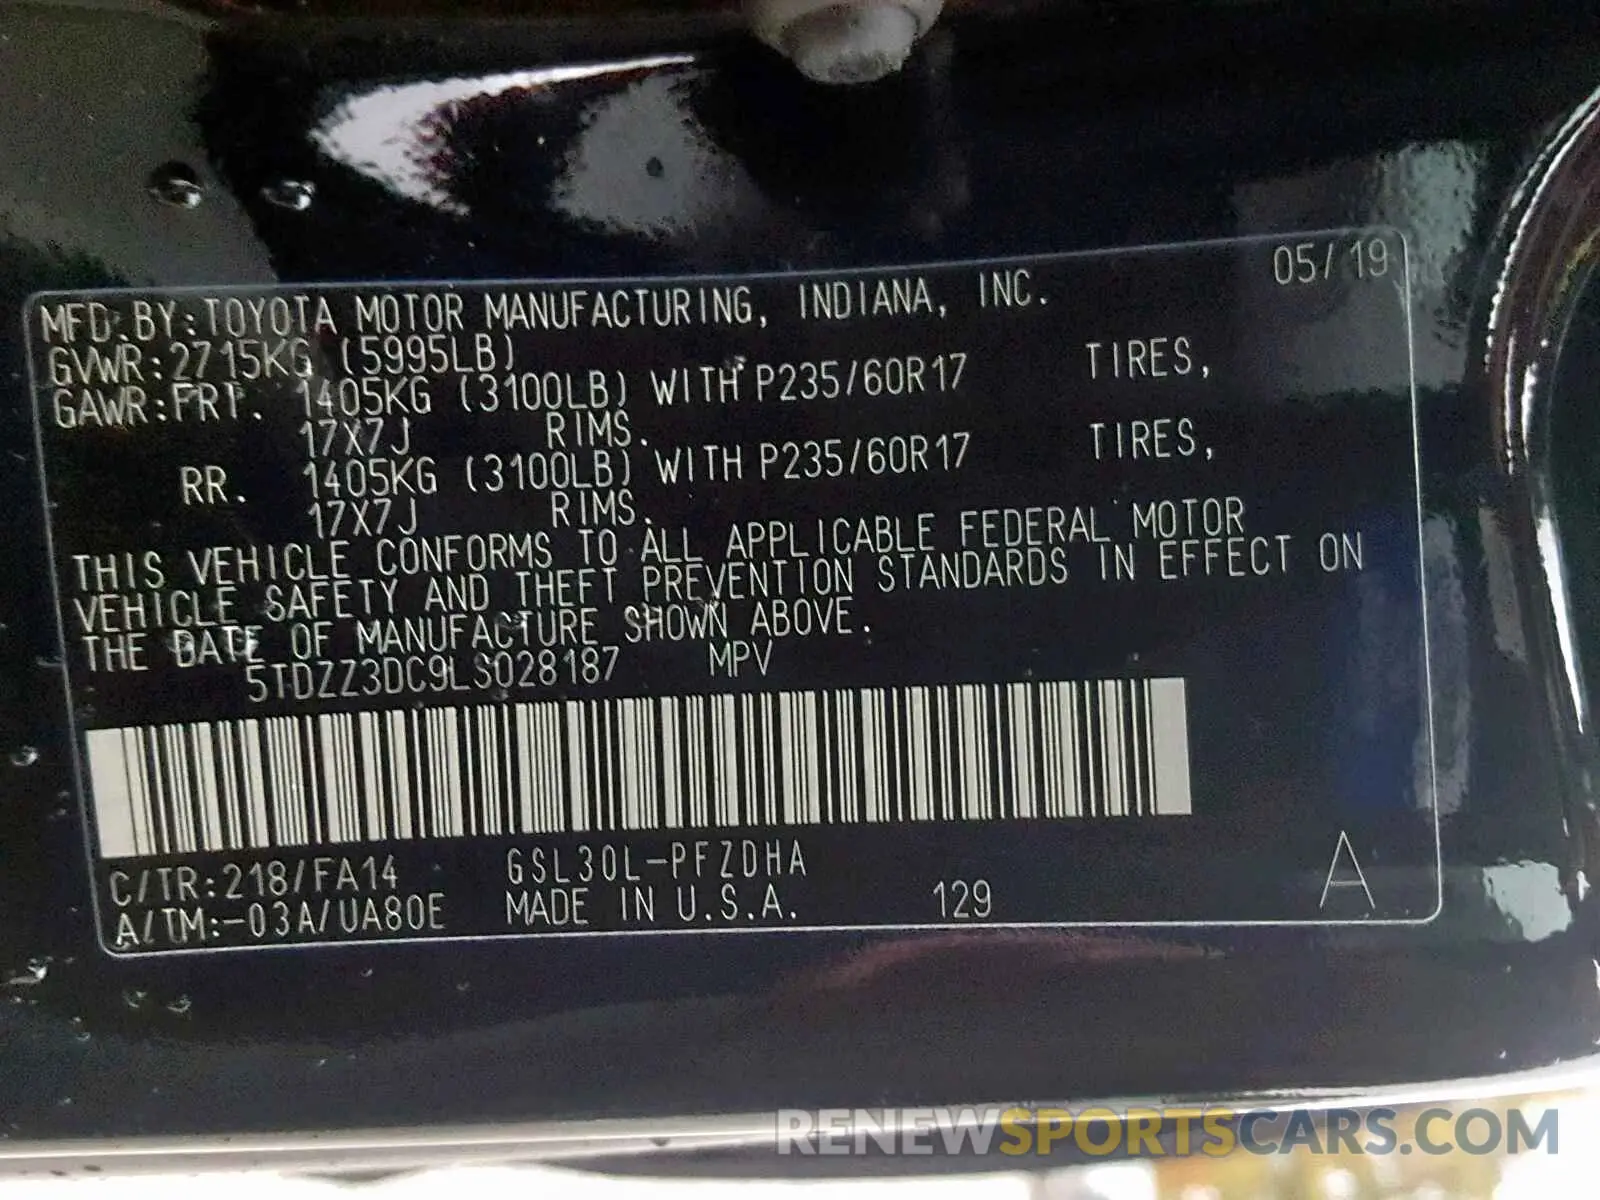 05/19
MFD.BY:TOYOTA MOTOR MANUFACTURING, INDIANA, INC.
GVWR:2715KG (5995LB)
GAWR:FRT. 1405KG (3100LB) WITH P235/60R17 TIRES,
17X7J RIMS.
RR. 1405KG (3100LB) WITH P235/60R17 TIRES,
17X7J RIMS.
THIS VEHICLE CONFORMS TO ALL APPLICABLE FEDERAL MOTOR
VEHICLE SAFETY AND THEFT PREVENTION STANDARDS IN EFFECT ON
THE DATE OF MANUFACTURE SHOWN ABOVE.
5TDZZ3DC9LS028187 MPV
C/TR:218/FA14 GSL30L-PFZDHA
A/TM:-03A/UA80E MADE IN U.S.A. 129 A
RENEWSPORTSCARS.COM